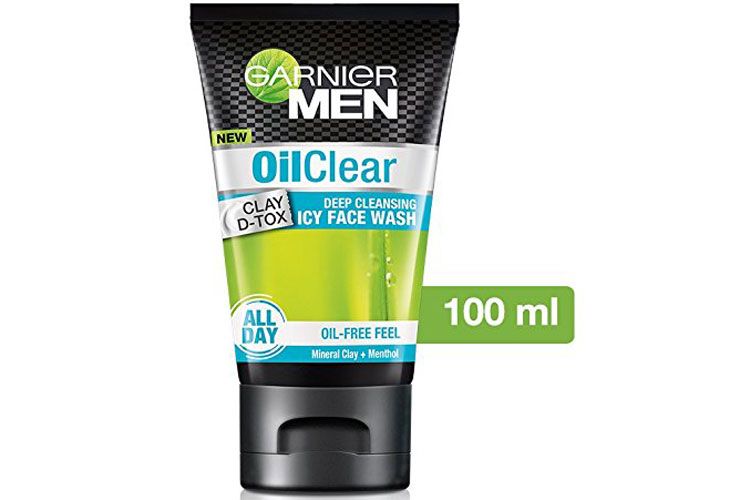 GARNIER
MEN
NEW
OilClear
CLAY
D-TOX
DEEP CLEANSING
ICY FACE WASH
100 ml
ALL
DAY
OIL-FREE FEEL
Mineral Clay + Menthol